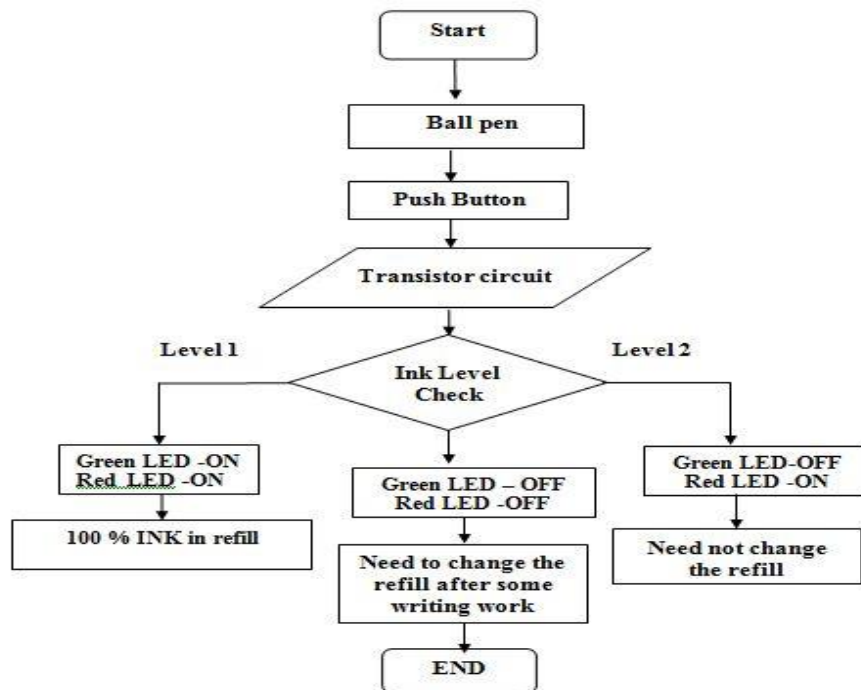 Start
Ball pen
Push Button
Transistor circuit
Level 1
Level 2
Ink Level
Check
Green LED -ON
Red LED -ON
100 % INK in refill
Green LED – OFF
Red LED -OFF
Need to change the
refill after some
writing work
END
Green LED-OFF
Red LED -ON
Need not change
the refill